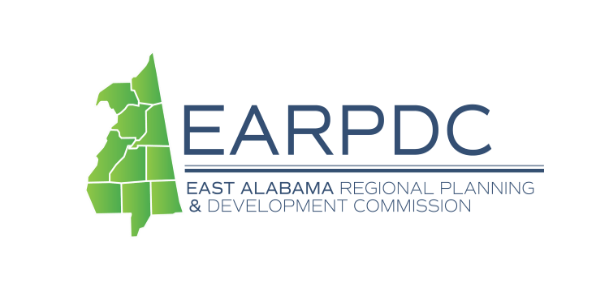 EARPDC
EAST ALABAMA REGIONAL PLANNING
& DEVELOPMENT COMMISSION